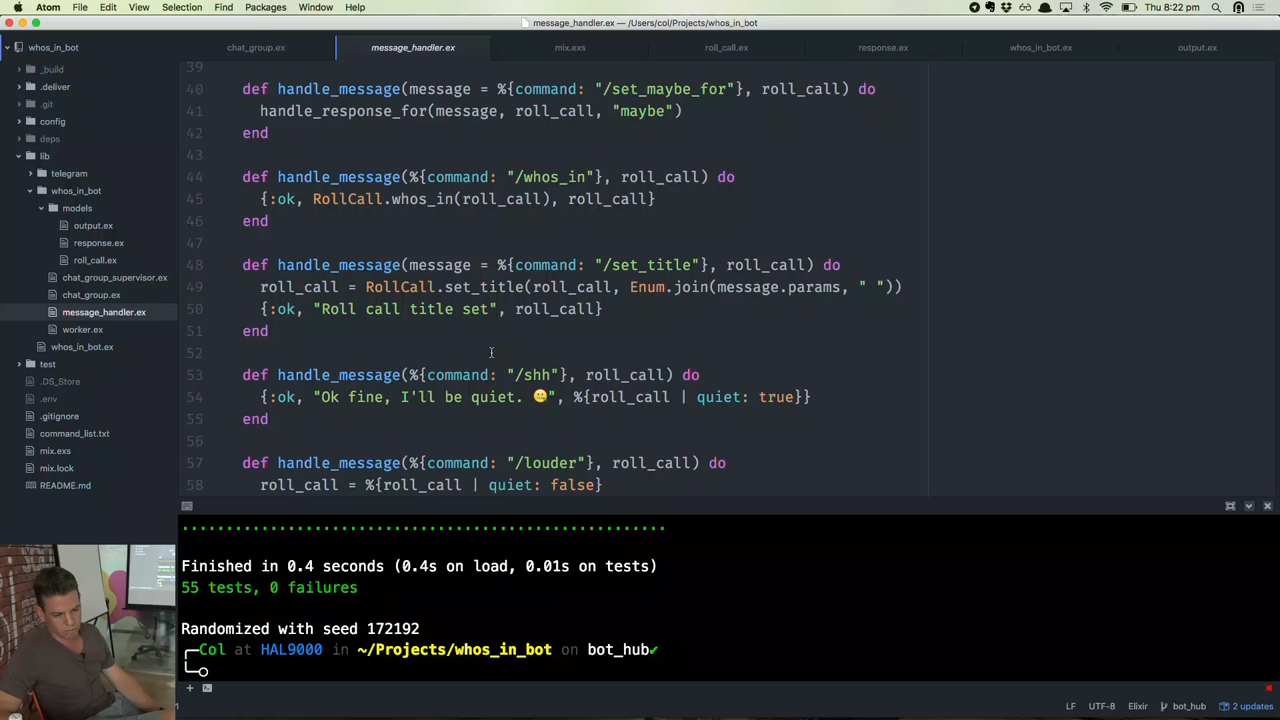 Atom File Edit View Selection Find Packages Window Help Thu 8:22 pm
message_handler.ex — /Users/col/Projects/whos_in_bot
whos_in_bot
chat_group.ex message_handler.ex mix.exs roll_call.ex response.ex whos_in_bot.ex output.ex
_build
.deliver
.git
config
deps
lib
telegram
whos_in_bot
models
output.ex
response.ex
roll_call.ex
chat_group_supervisor.ex
chat_group.ex
message_handler.ex
worker.ex
whos_in_bot.ex
test
.DS_Store
.env
.gitignore
command_list.txt
mix.exs
mix.lock
README.md
39
40 def handle_message(message = %{command: "/set_maybe_for"}, roll_call) do
41 handle_response_for(message, roll_call, "maybe")
42 end
43
44 def handle_message(%{command: "/whos_in"}, roll_call) do
45 {:ok, RollCall.whos_in(roll_call), roll_call}
46 end
47
48 def handle_message(message = %{command: "/set_title"}, roll_call) do
49 roll_call = RollCall.set_title(roll_call, Enum.join(message.params, " "))
50 {:ok, "Roll call title set", roll_call}
51 end
52
53 def handle_message(%{command: "/shh"}, roll_call) do
54 {:ok, "Ok fine, I'll be quiet. 🤐", %{roll_call | quiet: true}}
55 end
56
57 def handle_message(%{command: "/louder"}, roll_call) do
58 roll_call = %{roll_call | quiet: false}
.......................................................
Finished in 0.4 seconds (0.4s on load, 0.01s on tests)
55 tests, 0 failures
Randomized with seed 172192
Col at HAL9000 in ~/Projects/whos_in_bot on bot_hub✔
LF UTF-8 Elixir bot_hub 2 updates